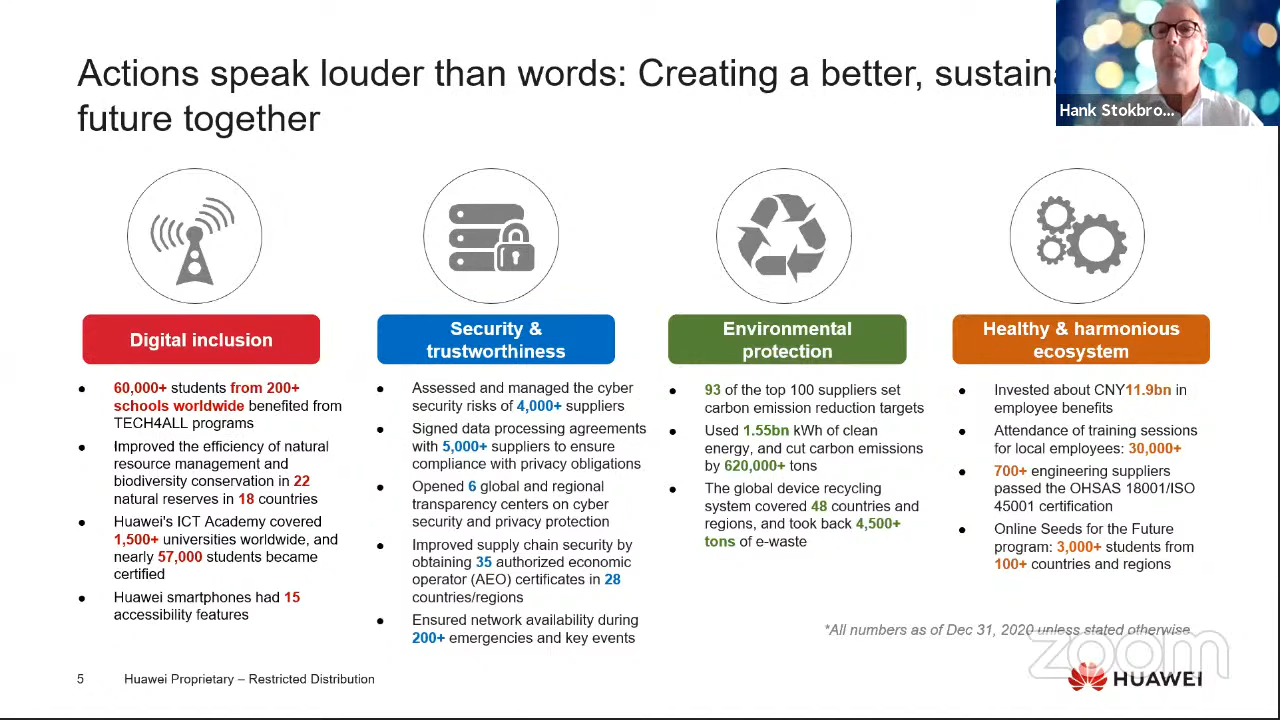 Actions speak louder than words: Creating a better,
future together
Hank Stokbro...
Digital inclusion
60,000+ students from 200+
schools worldwide benefited from
TECH4ALL programs
Improved the efficiency of natural
resource management and
biodiversity conservation in 22
natural reserves in 18 countries
Huawei's ICT Academy covered
1,500+ universities worldwide, and
nearly 57,000 students became
certified
Huawei smartphones had 15
accessibility features
Security &
trustworthiness
Assessed and managed the cyber
security risks of 4,000+ suppliers
Signed data processing agreements
with 5,000+ suppliers to ensure
compliance with privacy obligations
Opened 6 global and regional
transparency centers on cyber
security and privacy protection
Improved supply chain security by
obtaining 35 authorized economic
operator (AEO) certificates in 28
countries/regions
Ensured network availability during
200+ emergencies and key events
Environmental
protection
93 of the top 100 suppliers set
carbon emission reduction targets
Used 1.55bn kWh of clean
energy, and cut carbon emissions
by 620,000+ tons
The global device recycling
system covered 48 countries and
regions, and took back 4,500+
tons of e-waste
Healthy & harmonious
ecosystem
Invested about CNY11.9bn in
employee benefits
Attendance of training sessions
for local employees: 30,000+
700+ engineering suppliers
passed the OHSAS 18001/ISO
45001 certification
Online Seeds for the Future
program: 3,000+ students from
100+ countries and regions
*All numbers as of Dec 31, 2020 unless stated otherwise
zoom
5 Huawei Proprietary – Restricted Distribution
HUAWEI